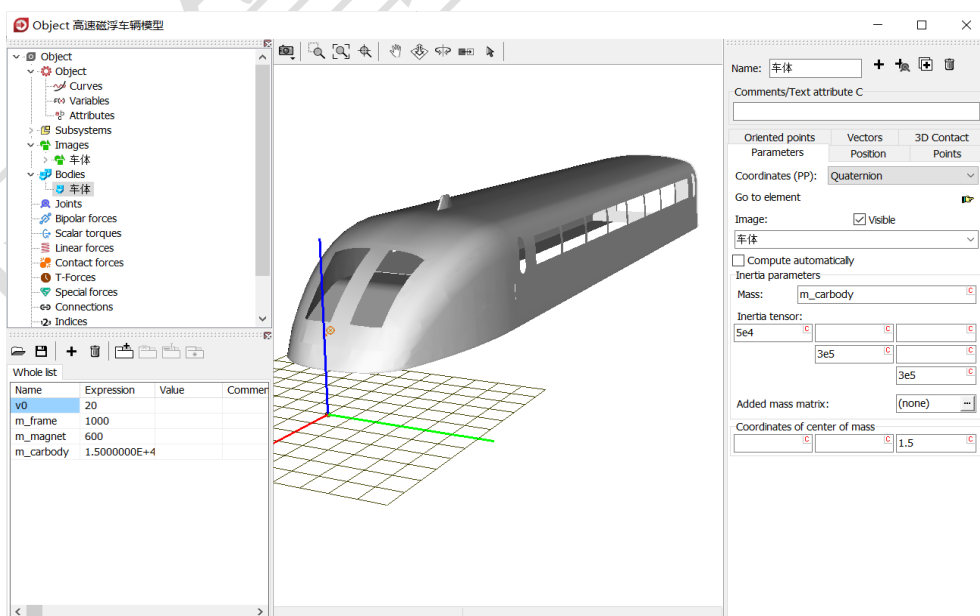 Object 高速磁浮车辆模型
Object
Object
Curves
Variables
Attributes
Subsystems
Images
车体
Bodies
车体
Joints
Bipolar forces
Scalar torques
Linear forces
Contact forces
T-Forces
Special forces
Connections
Indices
Whole list
Name Expression Value Commen
v0 20
m_frame 1000
m_magnet 600
m_carbody 1.5000000E+4
Name: 车体
Comments/Text attribute C
Oriented points Vectors 3D Contact
Parameters Position Points
Coordinates (PP): Quaternion
Go to element
Image: Visible
车体
Compute automatically
Inertia parameters
Mass: m_carbody C
Inertia tensor:
5e4 C C C
3e5 C C
3e5 C
Added mass matrix: (none) ...
Coordinates of center of mass
C C 1.5 C